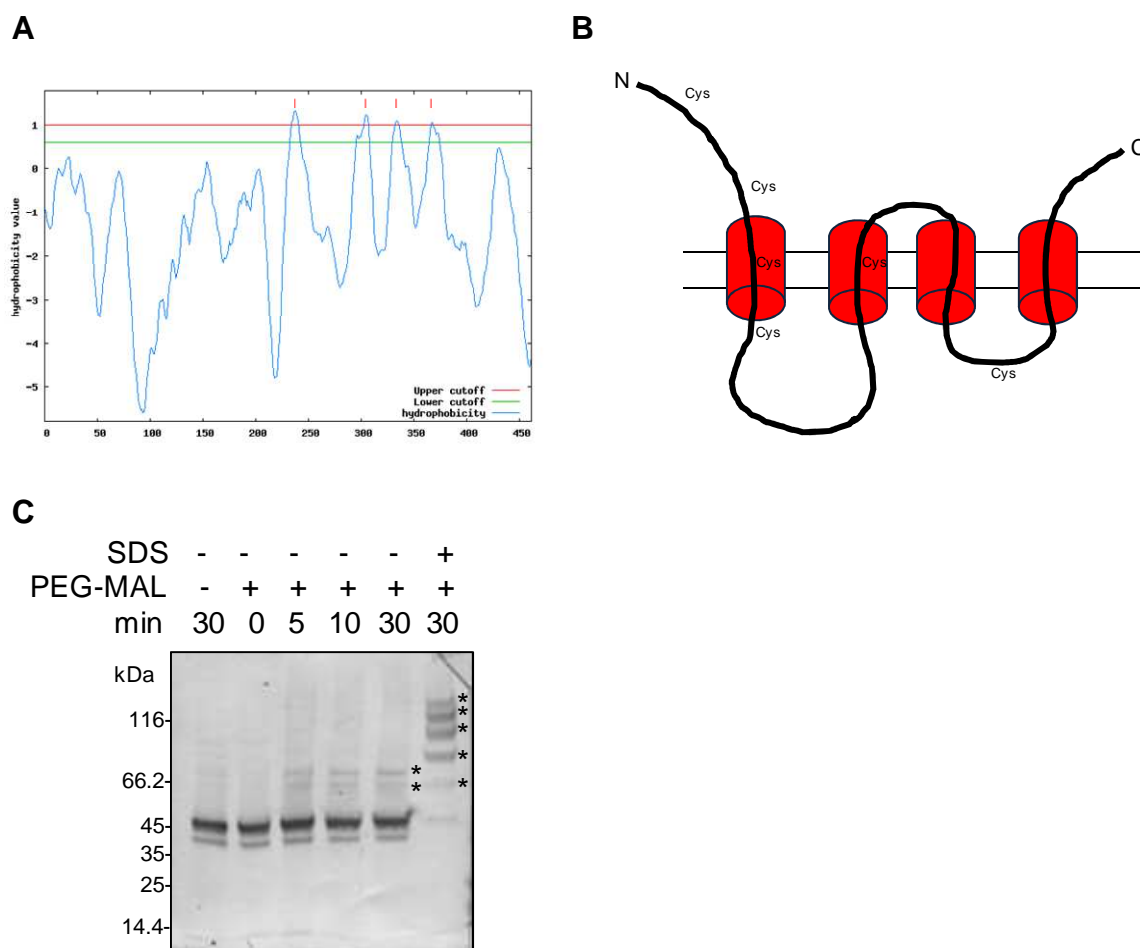 A
B
hydrophobicity value
1
0
-1
-2
-3
-4
-5
Upper cutoff
Lower cutoff
hydrophobicity
0 50 100 150 200 250 300 350 400 450
N
Cys
C
Cys
Cys Cys
Cys
Cys
C
SDS - - - - - +
PEG-MAL - + + + + +
min 30 0 5 10 30 30
kDa
*
*
116-
*
*
*
66.2-
*
*
45-
35-
25-
14.4-